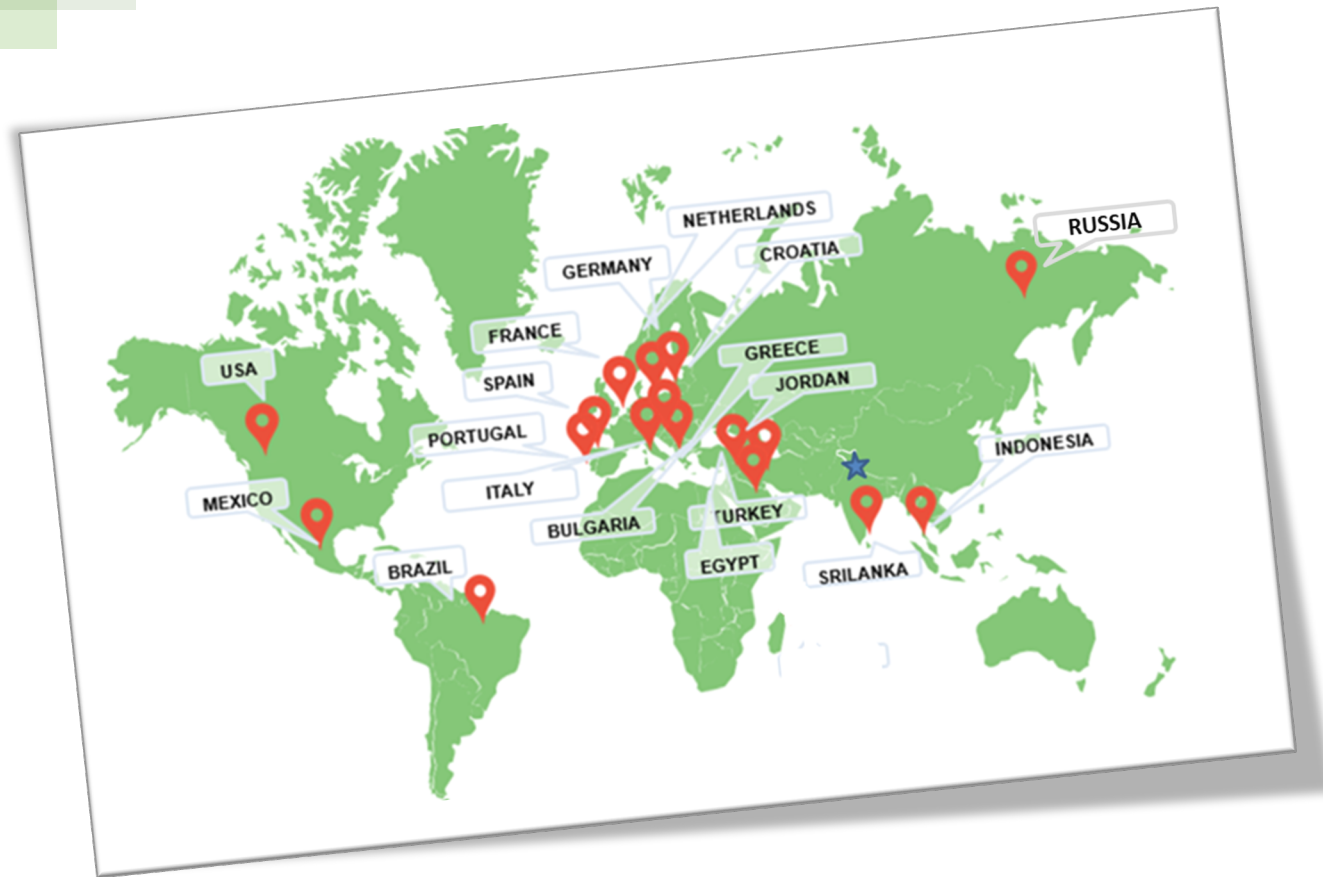 NETHERLANDS
RUSSIA
CROATIA
GERMANY
FRANCE
GREECE
USA
SPAIN
JORDAN
PORTUGAL
INDONESIA
ITALY
MEXICO
BULGARIA
TURKEY
BRAZIL
EGYPT
SRILANKA